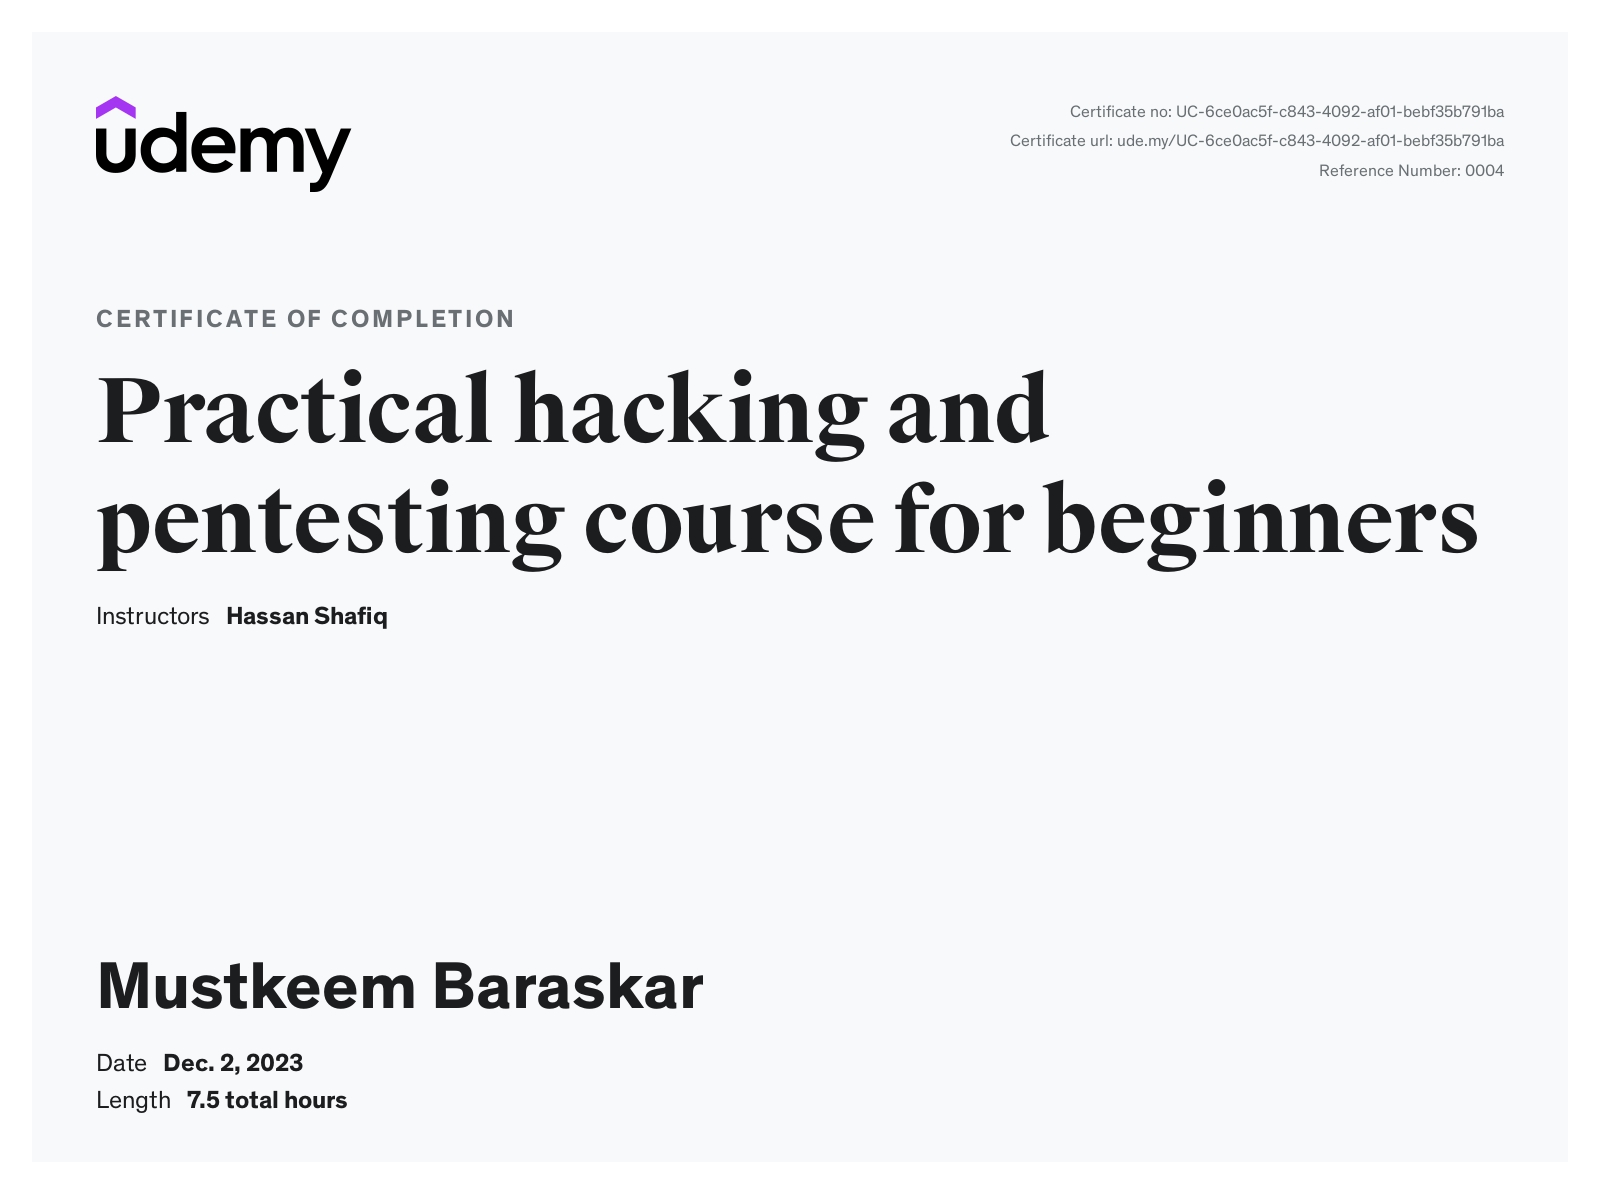 udemy
Certificate no: UC-6ce0ac5f-c843-4092-af01-bebf35b791ba
Certificate url: ude.my/UC-6ce0ac5f-c843-4092-af01-bebf35b791ba
Reference Number: 0004
CERTIFICATE OF COMPLETION
Practical hacking and
pentesting course for beginners
Instructors Hassan Shafiq
Mustkeem Baraskar
Date Dec. 2, 2023
Length 7.5 total hours